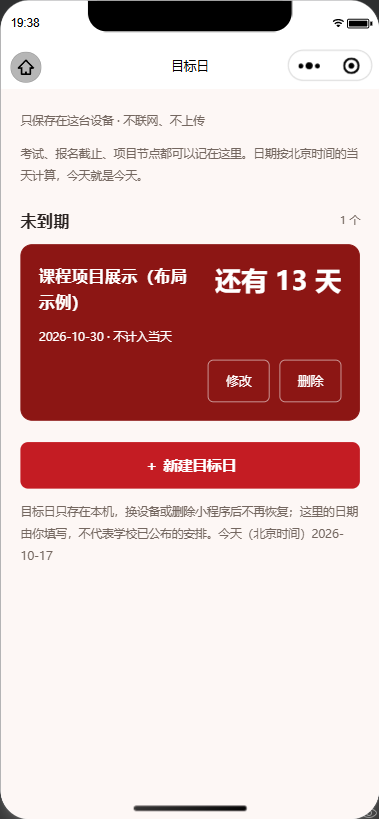 19:38
目标日
只保存在这台设备 · 不联网、不上传
考试、报名截止、项目节点都可以记在这里。日期按北京时间的当
天计算，今天就是今天。
未到期
1 个
课程项目展示（布局
示例）
还有 13 天
2026-10-30 · 不计入当天
修改
删除
+ 新建目标日
目标日只存在本机，换设备或删除小程序后不再恢复；这里的日期
由你填写，不代表学校已公布的安排。今天（北京时间）2026-
10-17